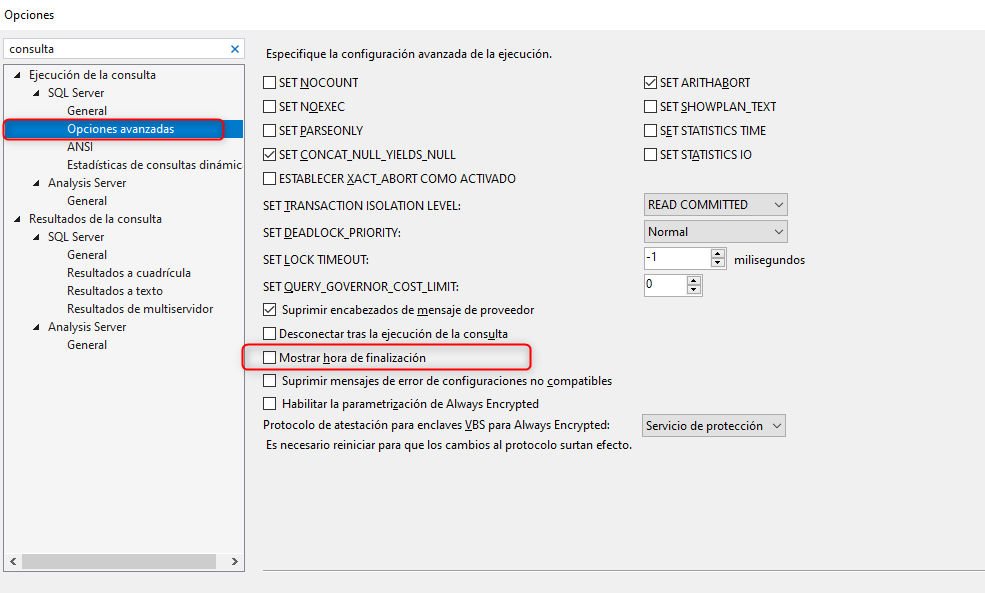 Opciones
consulta
Ejecución de la consulta
SQL Server
General
Opciones avanzadas
ANSI
Estadísticas de consultas dinámic
Analysis Server
General
Resultados de la consulta
SQL Server
General
Resultados a cuadrícula
Resultados a texto
Resultados de multiservidor
Analysis Server
General
Especifique la configuración avanzada de la ejecución.
SET NOCOUNT
SET ARITHABORT
SET NOEXEC
SET SHOWPLAN_TEXT
SET PARSEONLY
SET STATISTICS TIME
SET CONCAT_NULL_YIELDS_NULL
SET STATISTICS IO
ESTABLECER XACT_ABORT COMO ACTIVADO
SET TRANSACTION ISOLATION LEVEL: READ COMMITTED
SET DEADLOCK_PRIORITY: Normal
SET LOCK TIMEOUT: -1 milisegundos
SET QUERY_GOVERNOR_COST_LIMIT: 0
Suprimir encabezados de mensaje de proveedor
Desconectar tras la ejecución de la consulta
Mostrar hora de finalización
Suprimir mensajes de error de configuraciones no compatibles
Habilitar la parametrización de Always Encrypted
Protocolo de atestación para enclaves VBS para Always Encrypted: Servicio de protección
Es necesario reiniciar para que los cambios al protocolo surtan efecto.